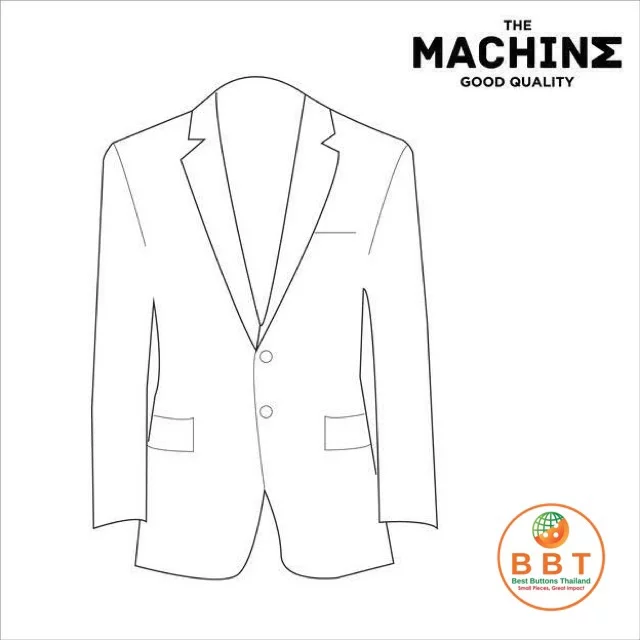 THE
MACHINΣ
GOOD QUALITY
BBT
Best Buttons Thailand
Small Pieces, Great Impact